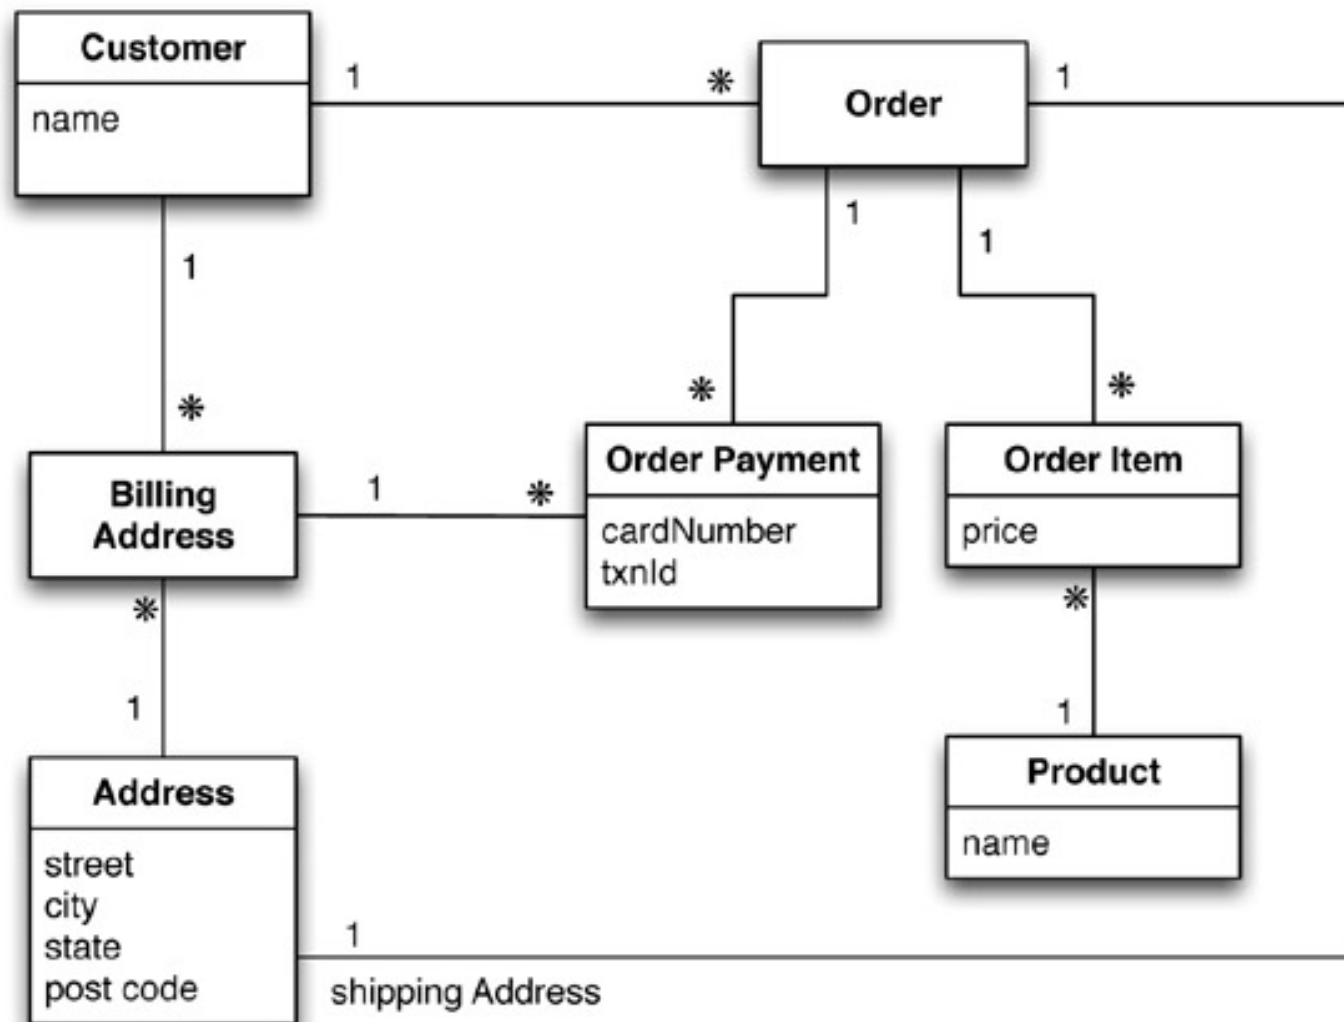 Customer
name
1
*
Order
1
1
1
1
*
*
*
Billing
Address
1
*
Order Payment
cardNumber
txnId
Order Item
price
*
1
*
1
Address
street
city
state
post code
Product
name
1
shipping Address